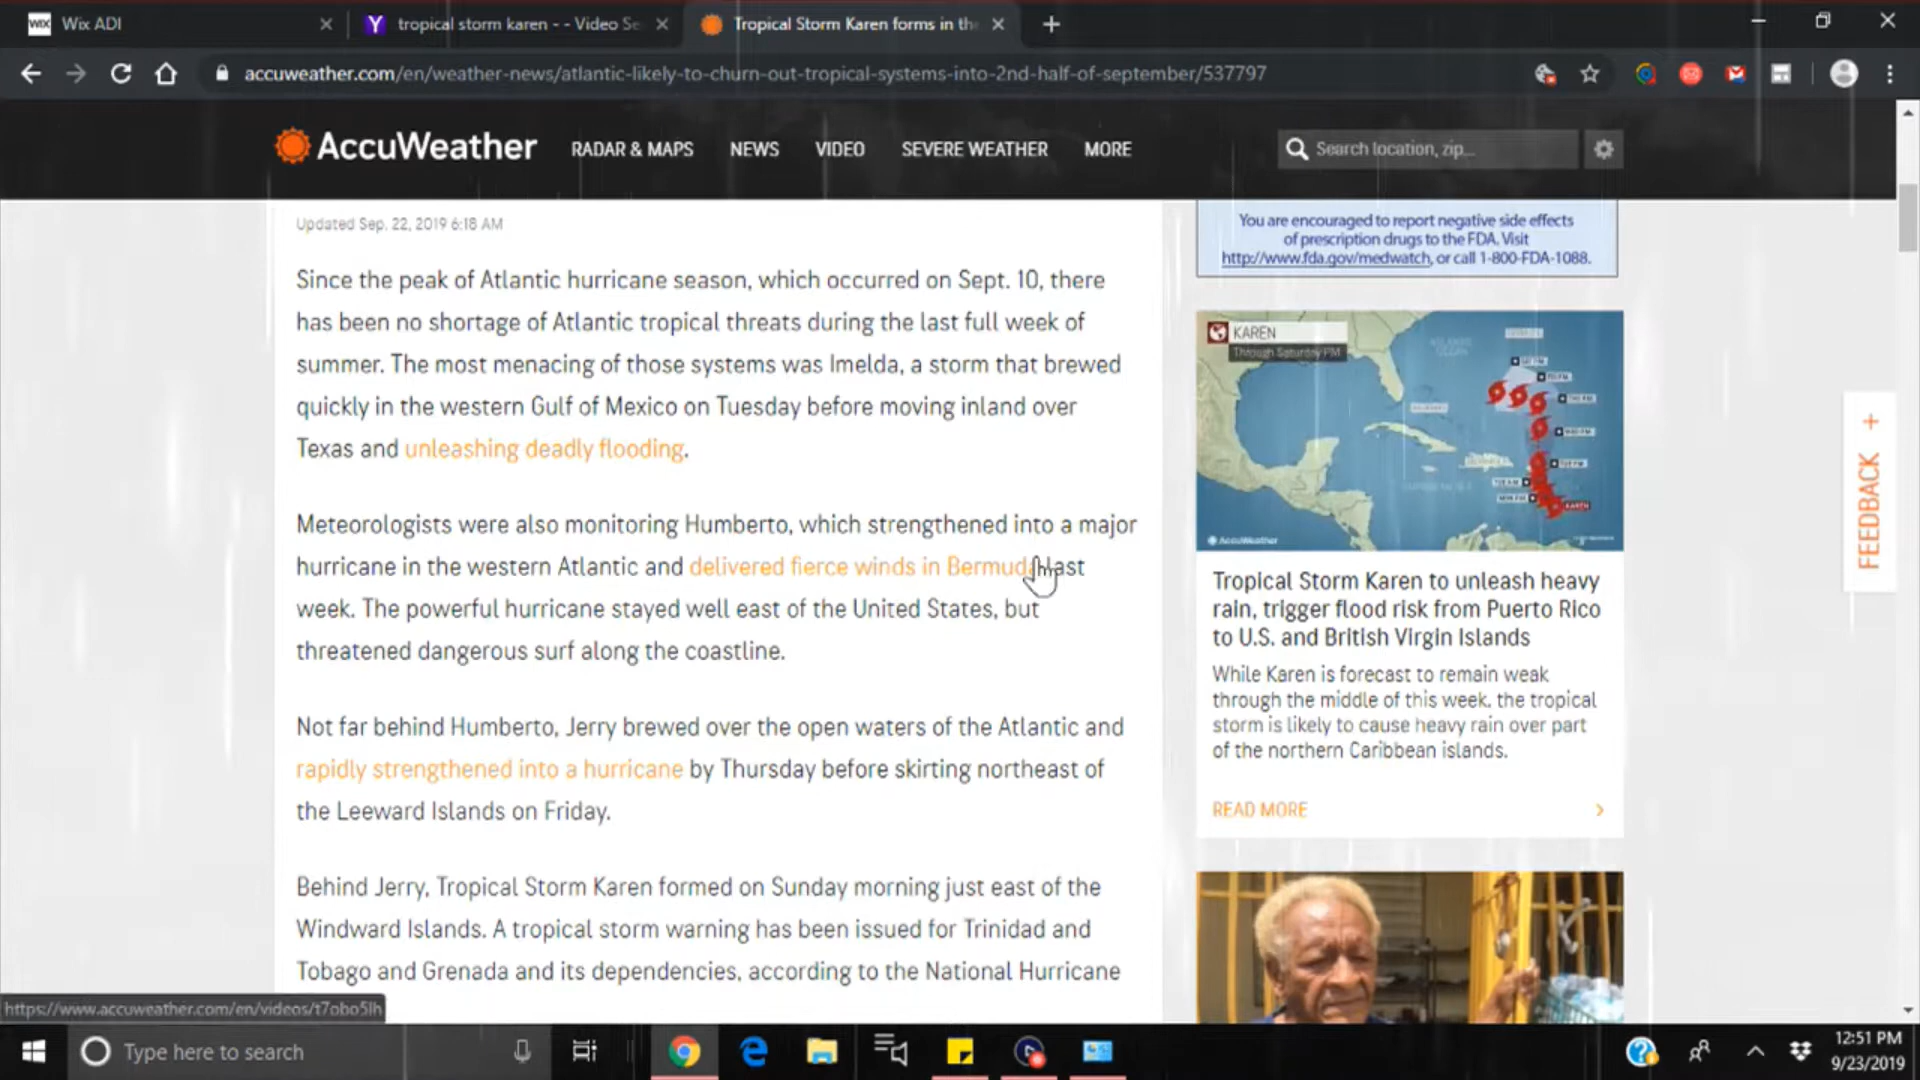 Wix ADI
tropical storm karen - - Video Se
Tropical Storm Karen forms in the
accuweather.com/en/weather-news/atlantic-likely-to-churn-out-tropical-systems-into-2nd-half-of-september/537797
AccuWeather
RADAR & MAPS
NEWS
VIDEO
SEVERE WEATHER
MORE
Search location, zip...
Updated Sep. 22, 2019 6:18 AM
Since the peak of Atlantic hurricane season, which occurred on Sept. 10, there
has been no shortage of Atlantic tropical threats during the last full week of
summer. The most menacing of those systems was Imelda, a storm that brewed
quickly in the western Gulf of Mexico on Tuesday before moving inland over
Texas and unleashing deadly flooding.
Meteorologists were also monitoring Humberto, which strengthened into a major
hurricane in the western Atlantic and delivered fierce winds in Bermuda last
week. The powerful hurricane stayed well east of the United States, but
threatened dangerous surf along the coastline.
Not far behind Humberto, Jerry brewed over the open waters of the Atlantic and
rapidly strengthened into a hurricane by Thursday before skirting northeast of
the Leeward Islands on Friday.
Behind Jerry, Tropical Storm Karen formed on Sunday morning just east of the
Windward Islands. A tropical storm warning has been issued for Trinidad and
Tobago and Grenada and its dependencies, according to the National Hurricane
You are encouraged to report negative side effects
of prescription drugs to the FDA. Visit
http://www.fda.gov/medwatch, or call 1-800-FDA-1088.
KAREN
Through Saturday PM
KAREN
AccuWeather
Tropical Storm Karen to unleash heavy
rain, trigger flood risk from Puerto Rico
to U.S. and British Virgin Islands
While Karen is forecast to remain weak
through the middle of this week, the tropical
storm is likely to cause heavy rain over part
of the northern Caribbean islands.
READ MORE
FEEDBACK +
https://www.accuweather.com/en/videos/t7obo5lh
Type here to search
12:51 PM
9/23/2019